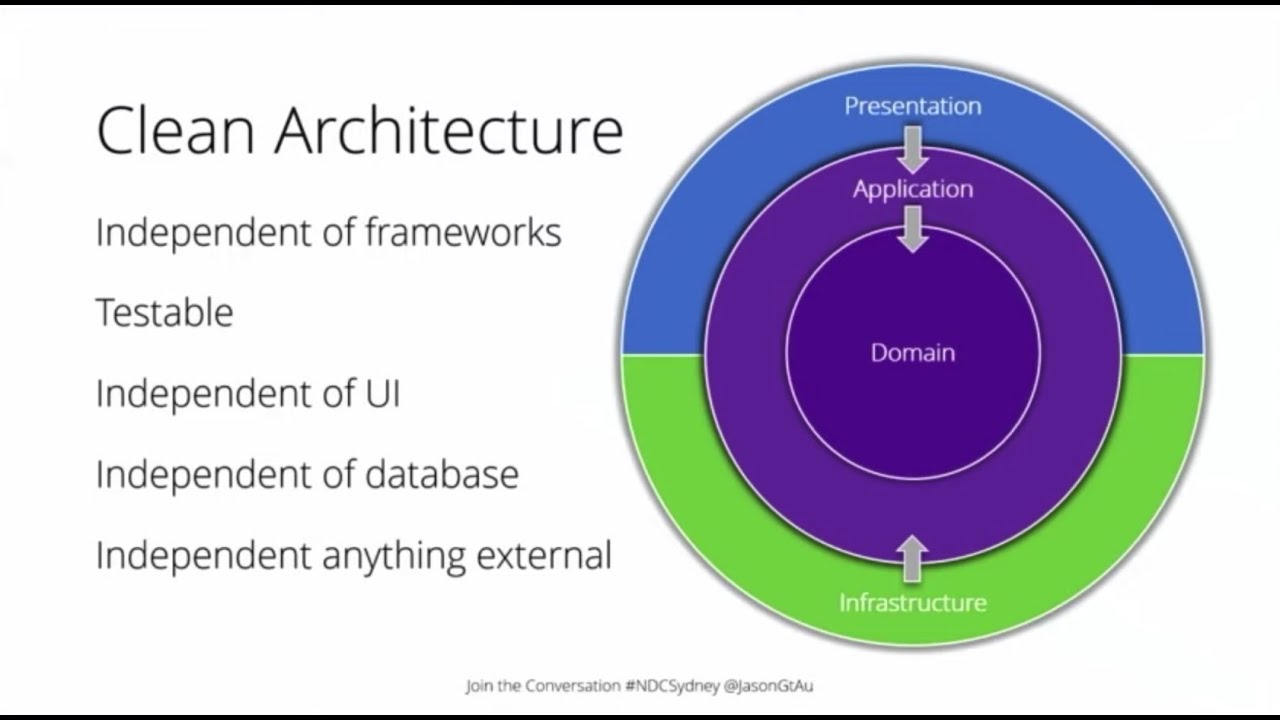 Clean Architecture
Independent of frameworks
Testable
Independent of UI
Independent of database
Independent anything external
Presentation
Application
Domain
Infrastructure
Join the Conversation #NDCSydney @JasonGtAu